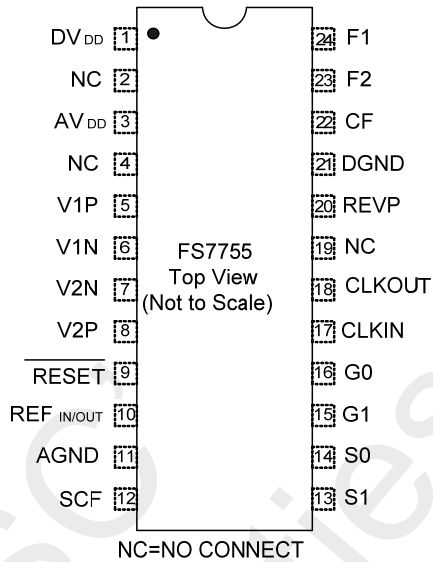 DVDD 1
NC 2
AVDD 3
NC 4
V1P 5
V1N 6
V2N 7
V2P 8
RESET 9
REF IN/OUT 10
AGND 11
SCF 12
FS7755
Top View
(Not to Scale)
24 F1
23 F2
22 CF
21 DGND
20 REVP
19 NC
18 CLKOUT
17 CLKIN
16 G0
15 G1
14 S0
13 S1
NC=NO CONNECT